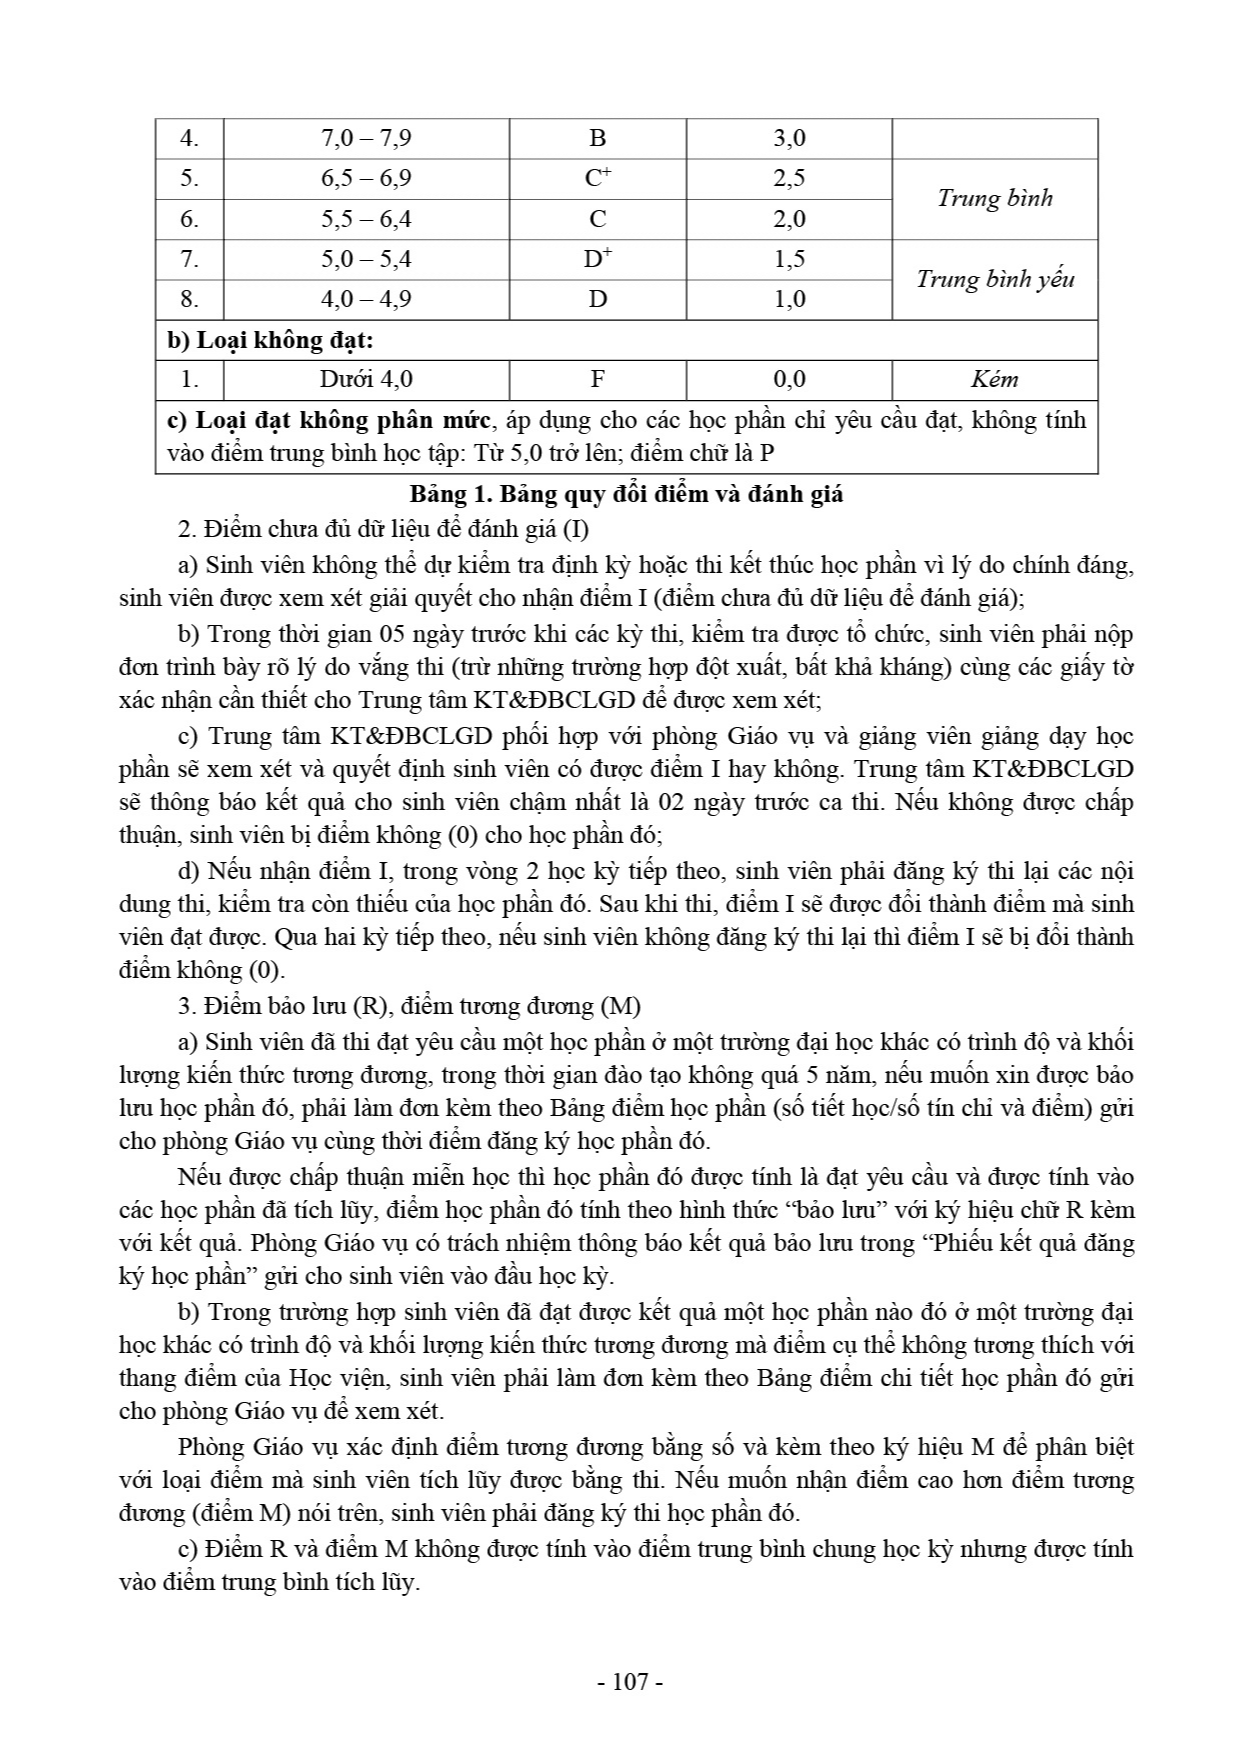 4. 7,0 – 7,9 B 3,0
5. 6,5 – 6,9 C+ 2,5 Trung bình
6. 5,5 – 6,4 C 2,0
7. 5,0 – 5,4 D+ 1,5 Trung bình yếu
8. 4,0 – 4,9 D 1,0
b) Loại không đạt:
1. Dưới 4,0 F 0,0 Kém
c) Loại đạt không phân mức, áp dụng cho các học phần chỉ yêu cầu đạt, không tính
vào điểm trung bình học tập: Từ 5,0 trở lên; điểm chữ là P
Bảng 1. Bảng quy đổi điểm và đánh giá
2. Điểm chưa đủ dữ liệu để đánh giá (I)
a) Sinh viên không thể dự kiểm tra định kỳ hoặc thi kết thúc học phần vì lý do chính đáng,
sinh viên được xem xét giải quyết cho nhận điểm I (điểm chưa đủ dữ liệu để đánh giá);
b) Trong thời gian 05 ngày trước khi các kỳ thi, kiểm tra được tổ chức, sinh viên phải nộp
đơn trình bày rõ lý do vắng thi (trừ những trường hợp đột xuất, bất khả kháng) cùng các giấy tờ
xác nhận cần thiết cho Trung tâm KT&ĐBCLGD để được xem xét;
c) Trung tâm KT&ĐBCLGD phối hợp với phòng Giáo vụ và giảng viên giảng dạy học
phần sẽ xem xét và quyết định sinh viên có được điểm I hay không. Trung tâm KT&ĐBCLGD
sẽ thông báo kết quả cho sinh viên chậm nhất là 02 ngày trước ca thi. Nếu không được chấp
thuận, sinh viên bị điểm không (0) cho học phần đó;
d) Nếu nhận điểm I, trong vòng 2 học kỳ tiếp theo, sinh viên phải đăng ký thi lại các nội
dung thi, kiểm tra còn thiếu của học phần đó. Sau khi thi, điểm I sẽ được đổi thành điểm mà sinh
viên đạt được. Qua hai kỳ tiếp theo, nếu sinh viên không đăng ký thi lại thì điểm I sẽ bị đổi thành
điểm không (0).
3. Điểm bảo lưu (R), điểm tương đương (M)
a) Sinh viên đã thi đạt yêu cầu một học phần ở một trường đại học khác có trình độ và khối
lượng kiến thức tương đương, trong thời gian đào tạo không quá 5 năm, nếu muốn xin được bảo
lưu học phần đó, phải làm đơn kèm theo Bảng điểm học phần (số tiết học/số tín chỉ và điểm) gửi
cho phòng Giáo vụ cùng thời điểm đăng ký học phần đó.
Nếu được chấp thuận miễn học thì học phần đó được tính là đạt yêu cầu và được tính vào
các học phần đã tích lũy, điểm học phần đó tính theo hình thức “bảo lưu” với ký hiệu chữ R kèm
với kết quả. Phòng Giáo vụ có trách nhiệm thông báo kết quả bảo lưu trong “Phiếu kết quả đăng
ký học phần” gửi cho sinh viên vào đầu học kỳ.
b) Trong trường hợp sinh viên đã đạt được kết quả một học phần nào đó ở một trường đại
học khác có trình độ và khối lượng kiến thức tương đương mà điểm cụ thể không tương thích với
thang điểm của Học viện, sinh viên phải làm đơn kèm theo Bảng điểm chi tiết học phần đó gửi
cho phòng Giáo vụ để xem xét.
Phòng Giáo vụ xác định điểm tương đương bằng số và kèm theo ký hiệu M để phân biệt
với loại điểm mà sinh viên tích lũy được bằng thi. Nếu muốn nhận điểm cao hơn điểm tương
đương (điểm M) nói trên, sinh viên phải đăng ký thi học phần đó.
c) Điểm R và điểm M không được tính vào điểm trung bình chung học kỳ nhưng được tính
vào điểm trung bình tích lũy.
- 107 -